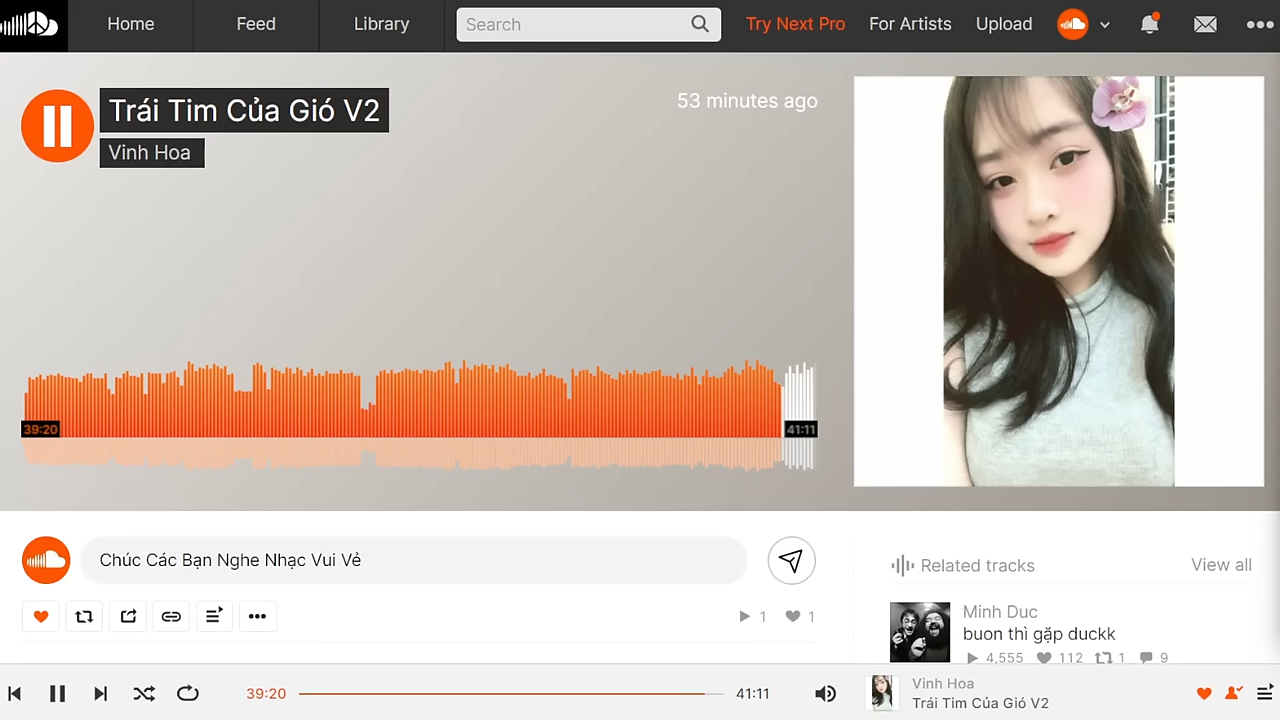 Home
Feed
Library
Search
Try Next Pro
For Artists
Upload
Trái Tim Của Gió V2
53 minutes ago
Vinh Hoa
39:20
41:11
Chúc Các Bạn Nghe Nhạc Vui Vẻ
1
1
Related tracks
View all
Minh Duc
buon thì gặp duckk
4,555
112
1
9
39:20
41:11
Vinh Hoa
Trái Tim Của Gió V2